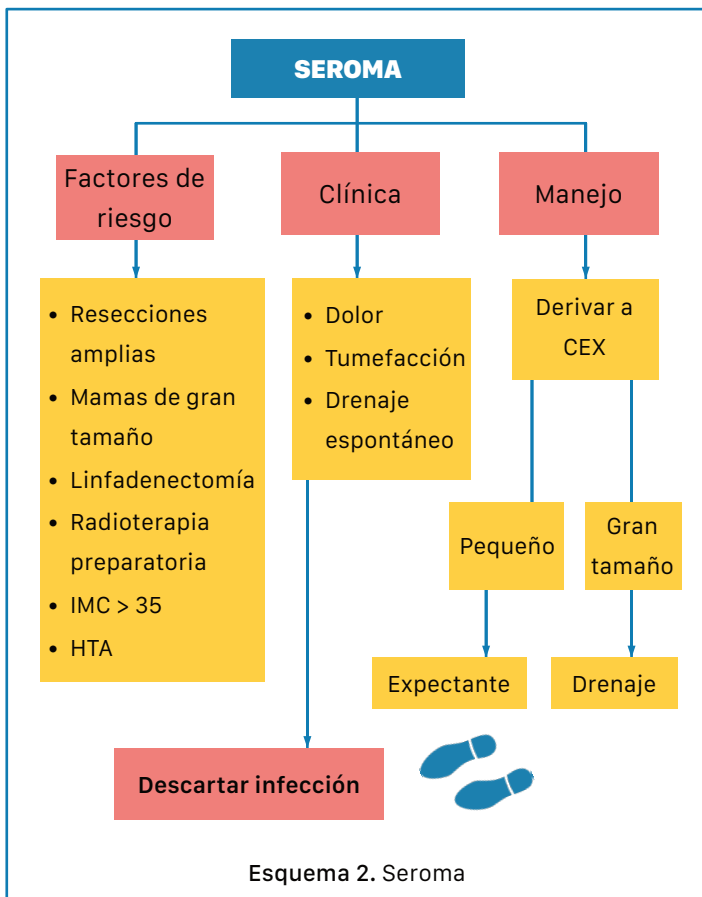 SEROMA
Factores de
riesgo
• Resecciones
amplias
• Mamas de gran
tamaño
• Linfadenectomía
• Radioterapia
preparatoria
• IMC > 35
• HTA
Clínica
• Dolor
• Tumefacción
• Drenaje
espontáneo
Descartar infección
Manejo
Derivar a
CEX
Pequeño
Expectante
Gran
tamaño
Drenaje
Esquema 2. Seroma